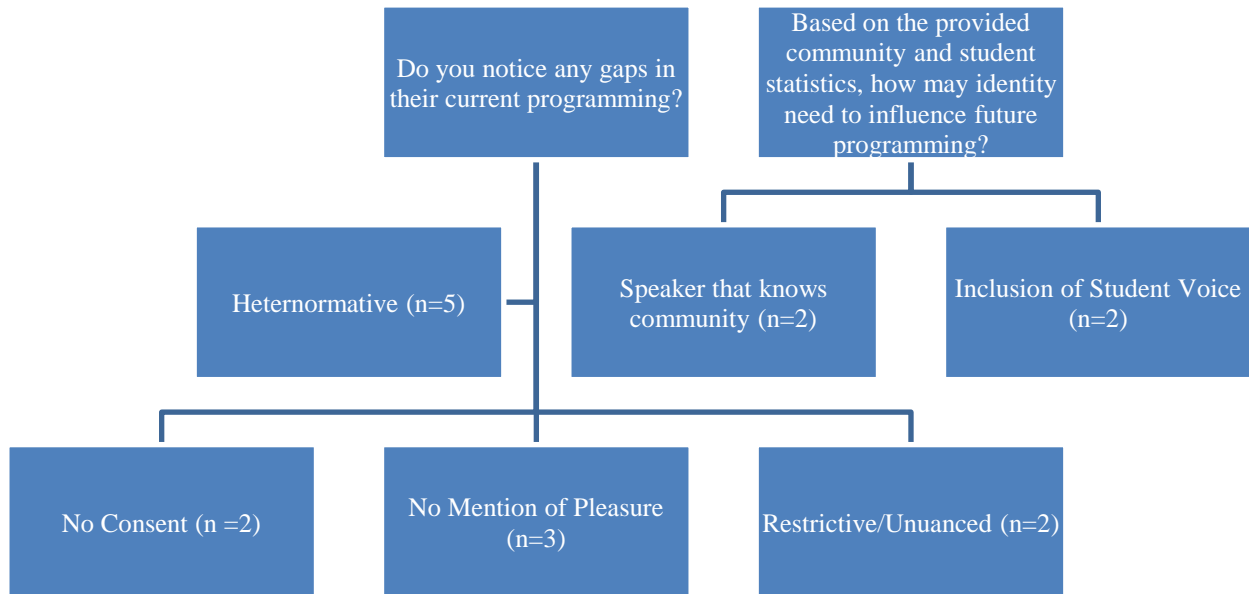 Do you notice any gaps in
their current programming?
Based on the provided
community and student
statistics, how may identity
need to influence future
programming?
Heternormative (n=5)
Speaker that knows
community (n=2)
Inclusion of Student Voice
(n=2)
No Consent (n =2)
No Mention of Pleasure
(n=3)
Restrictive/Unuanced (n=2)